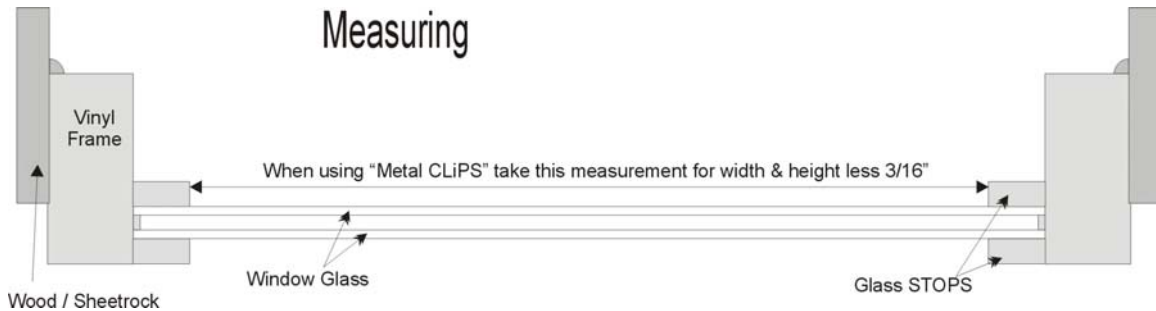 Measuring
Vinyl
Frame
When using “Metal CLiPS” take this measurement for width & height less 3/16”
Window Glass
Glass STOPS
Wood / Sheetrock